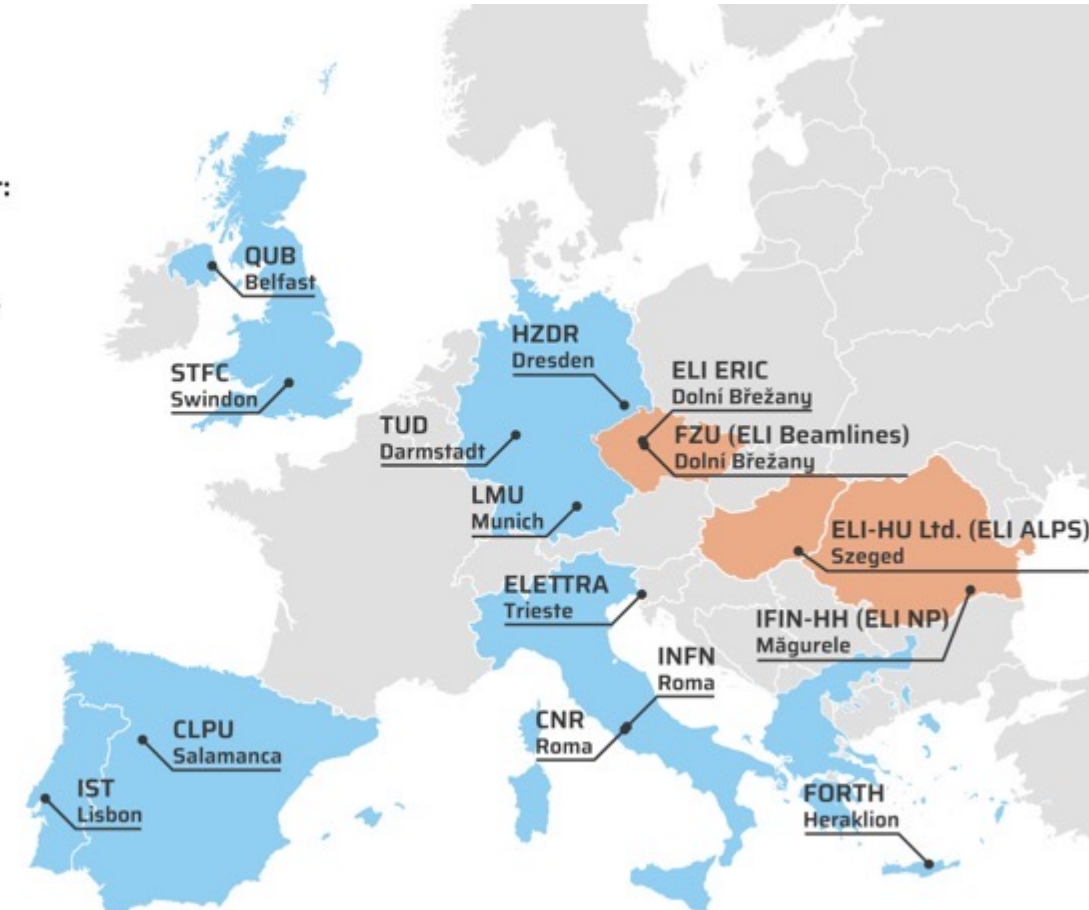 r:
QUB
Belfast
HZDR
Dresden
ELI ERIC
Dolní Břežany
STFC
Swindon
TUD
Darmstadt
FZU (ELI Beamlines)
Dolní Břežany
LMU
Munich
ELI-HU Ltd. (ELI ALPS)
Szeged
ELETTRA
Trieste
IFIN-HH (ELI NP)
Măgurele
INFN
Roma
CNR
Roma
CLPU
Salamanca
IST
Lisbon
FORTH
Heraklion